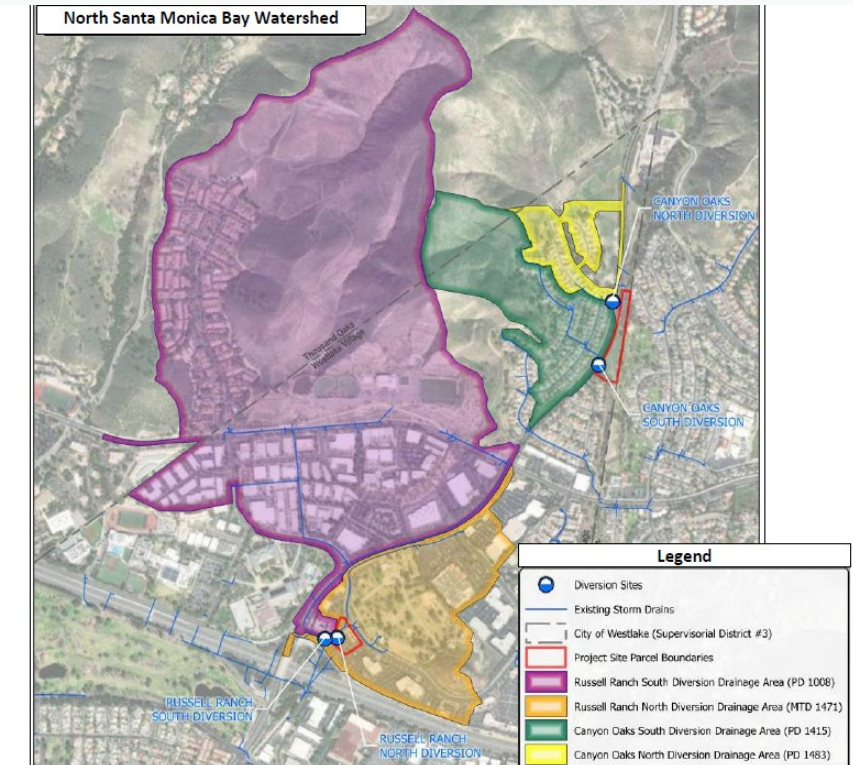 North Santa Monica Bay Watershed
CANYON OAKS
NORTH DIVERSION
Thousand Oaks
Westlake Village
CANYON OAKS
SOUTH DIVERSION
RUSSELL RANCH
SOUTH DIVERSION
RUSSELL RANCH
NORTH DIVERSION
Legend
Diversion Sites
Existing Storm Drains
City of Westlake (Supervisorial District #3)
Project Site Parcel Boundaries
Russell Ranch South Diversion Drainage Area (PD 1008)
Russell Ranch North Diversion Drainage Area (MTD 1471)
Canyon Oaks South Diversion Drainage Area (PD 1415)
Canyon Oaks North Diversion Drainage Area (PD 1483)